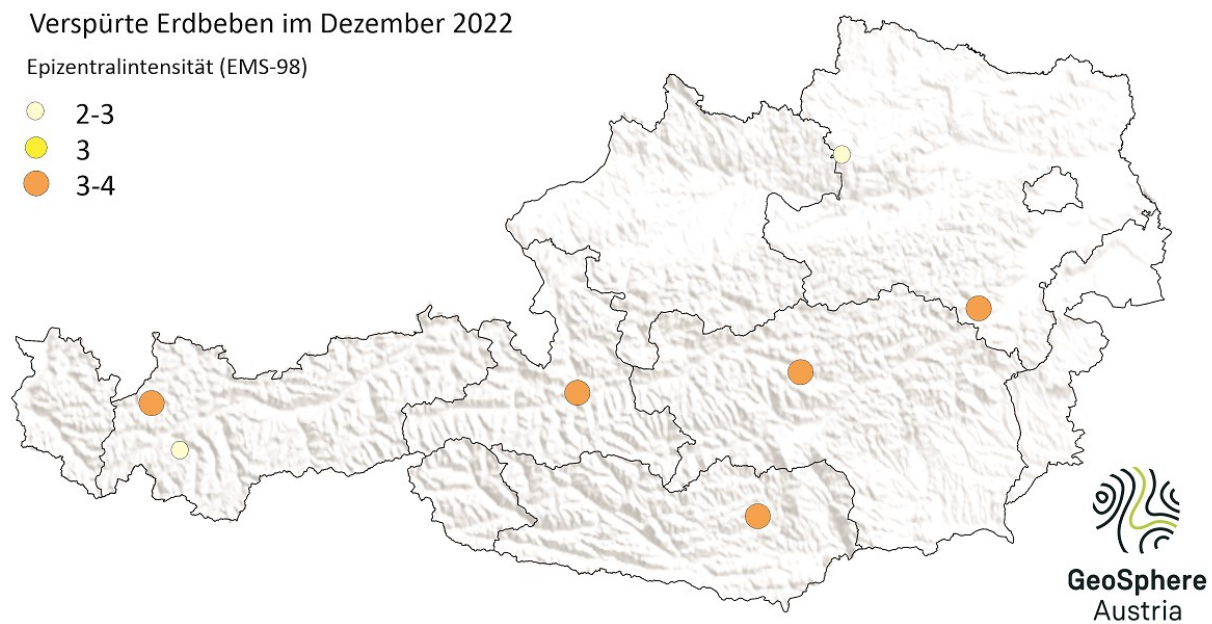 Verspürte Erdbeben im Dezember 2022
Epizentralintensität (EMS-98)
2-3
3
3-4
GeoSphere
Austria